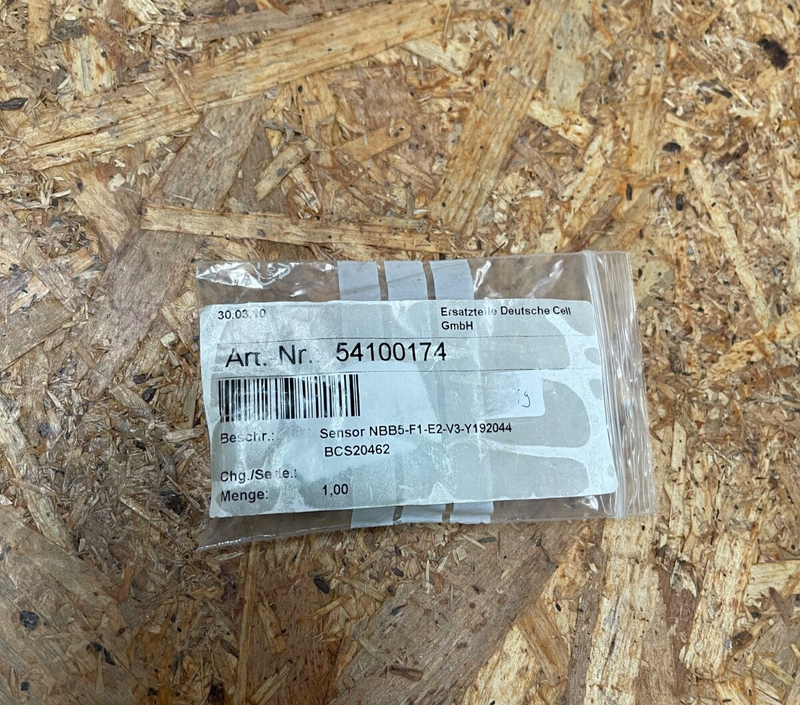 30.03.10
Ersatzteile Deutsche Cell
GmbH
Art. Nr. 54100174
Beschr.: Sensor NBB5-F1-E2-V3-Y192044
BCS20462
Chg./Serie.:
Menge: 1,00